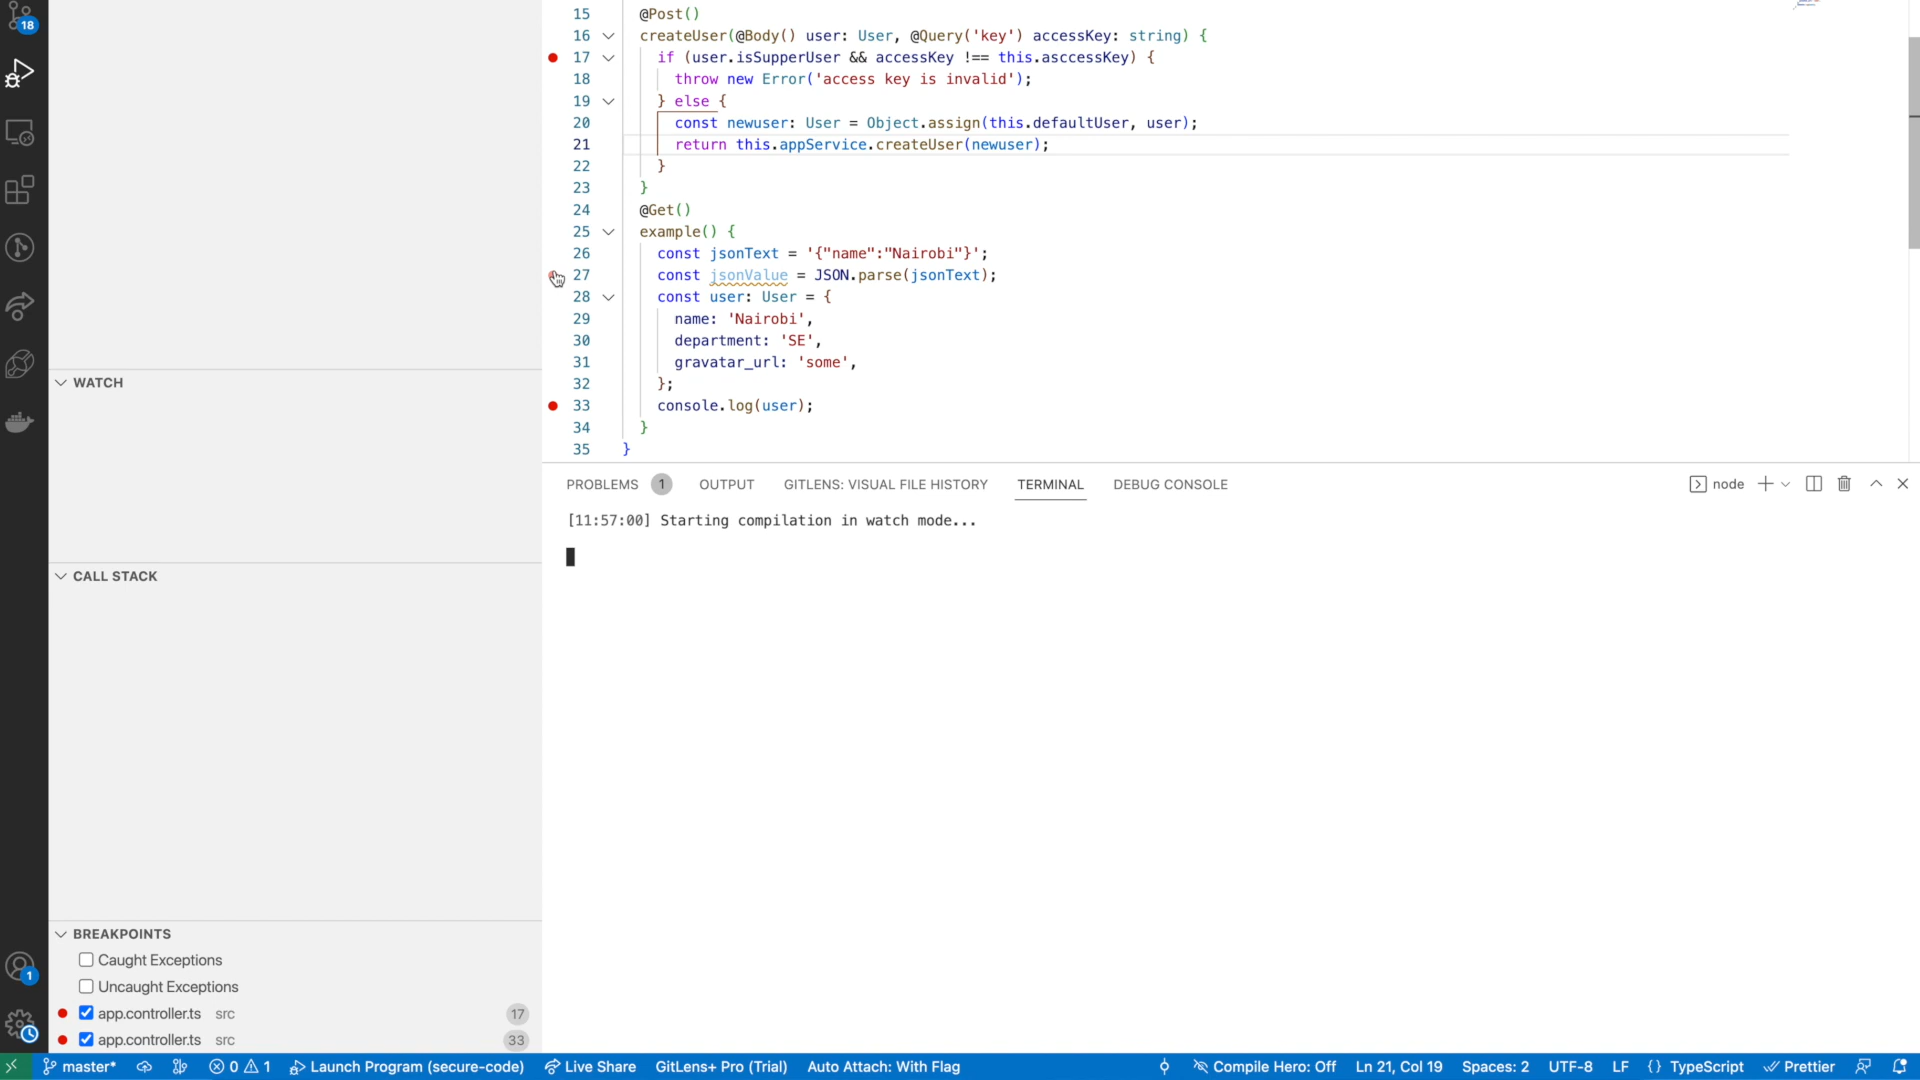 18
15 @Post()
16 createUser(@Body() user: User, @Query('key') accessKey: string) {
17 if (user.isSupperUser && accessKey !== this.asccessKey) {
18 throw new Error('access key is invalid');
19 } else {
20 const newuser: User = Object.assign(this.defaultUser, user);
21 return this.appService.createUser(newuser);
22 }
23 }
24 @Get()
25 example() {
26 const jsonText = '{"name":"Nairobi"}';
27 const jsonValue = JSON.parse(jsonText);
28 const user: User = {
29 name: 'Nairobi',
30 department: 'SE',
31 gravatar_url: 'some',
32 };
33 console.log(user);
34 }
35 }
WATCH
CALL STACK
BREAKPOINTS
Caught Exceptions
Uncaught Exceptions
app.controller.ts src 17
app.controller.ts src 33
PROBLEMS 1 OUTPUT GITLENS: VISUAL FILE HISTORY TERMINAL DEBUG CONSOLE node
[11:57:00] Starting compilation in watch mode...
1
master* 0 1 Launch Program (secure-code) Live Share GitLens+ Pro (Trial) Auto Attach: With Flag Compile Hero: Off Ln 21, Col 19 Spaces: 2 UTF-8 LF {} TypeScript Prettier